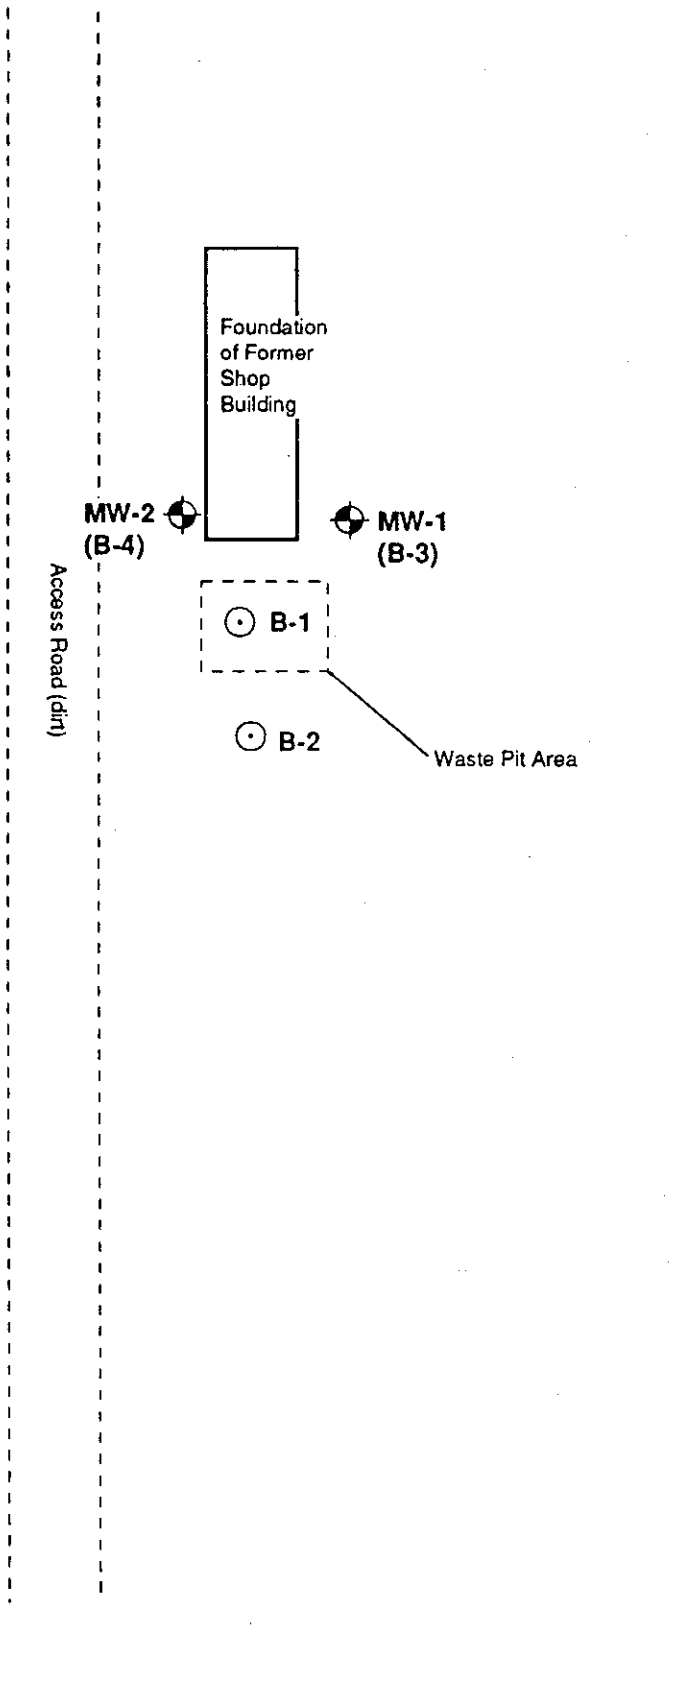 Foundation
of Former
Shop
Building
MW-2
(B-4)
MW-1
(B-3)
Access Road (dirt)
B-1
B-2
Waste Pit Area